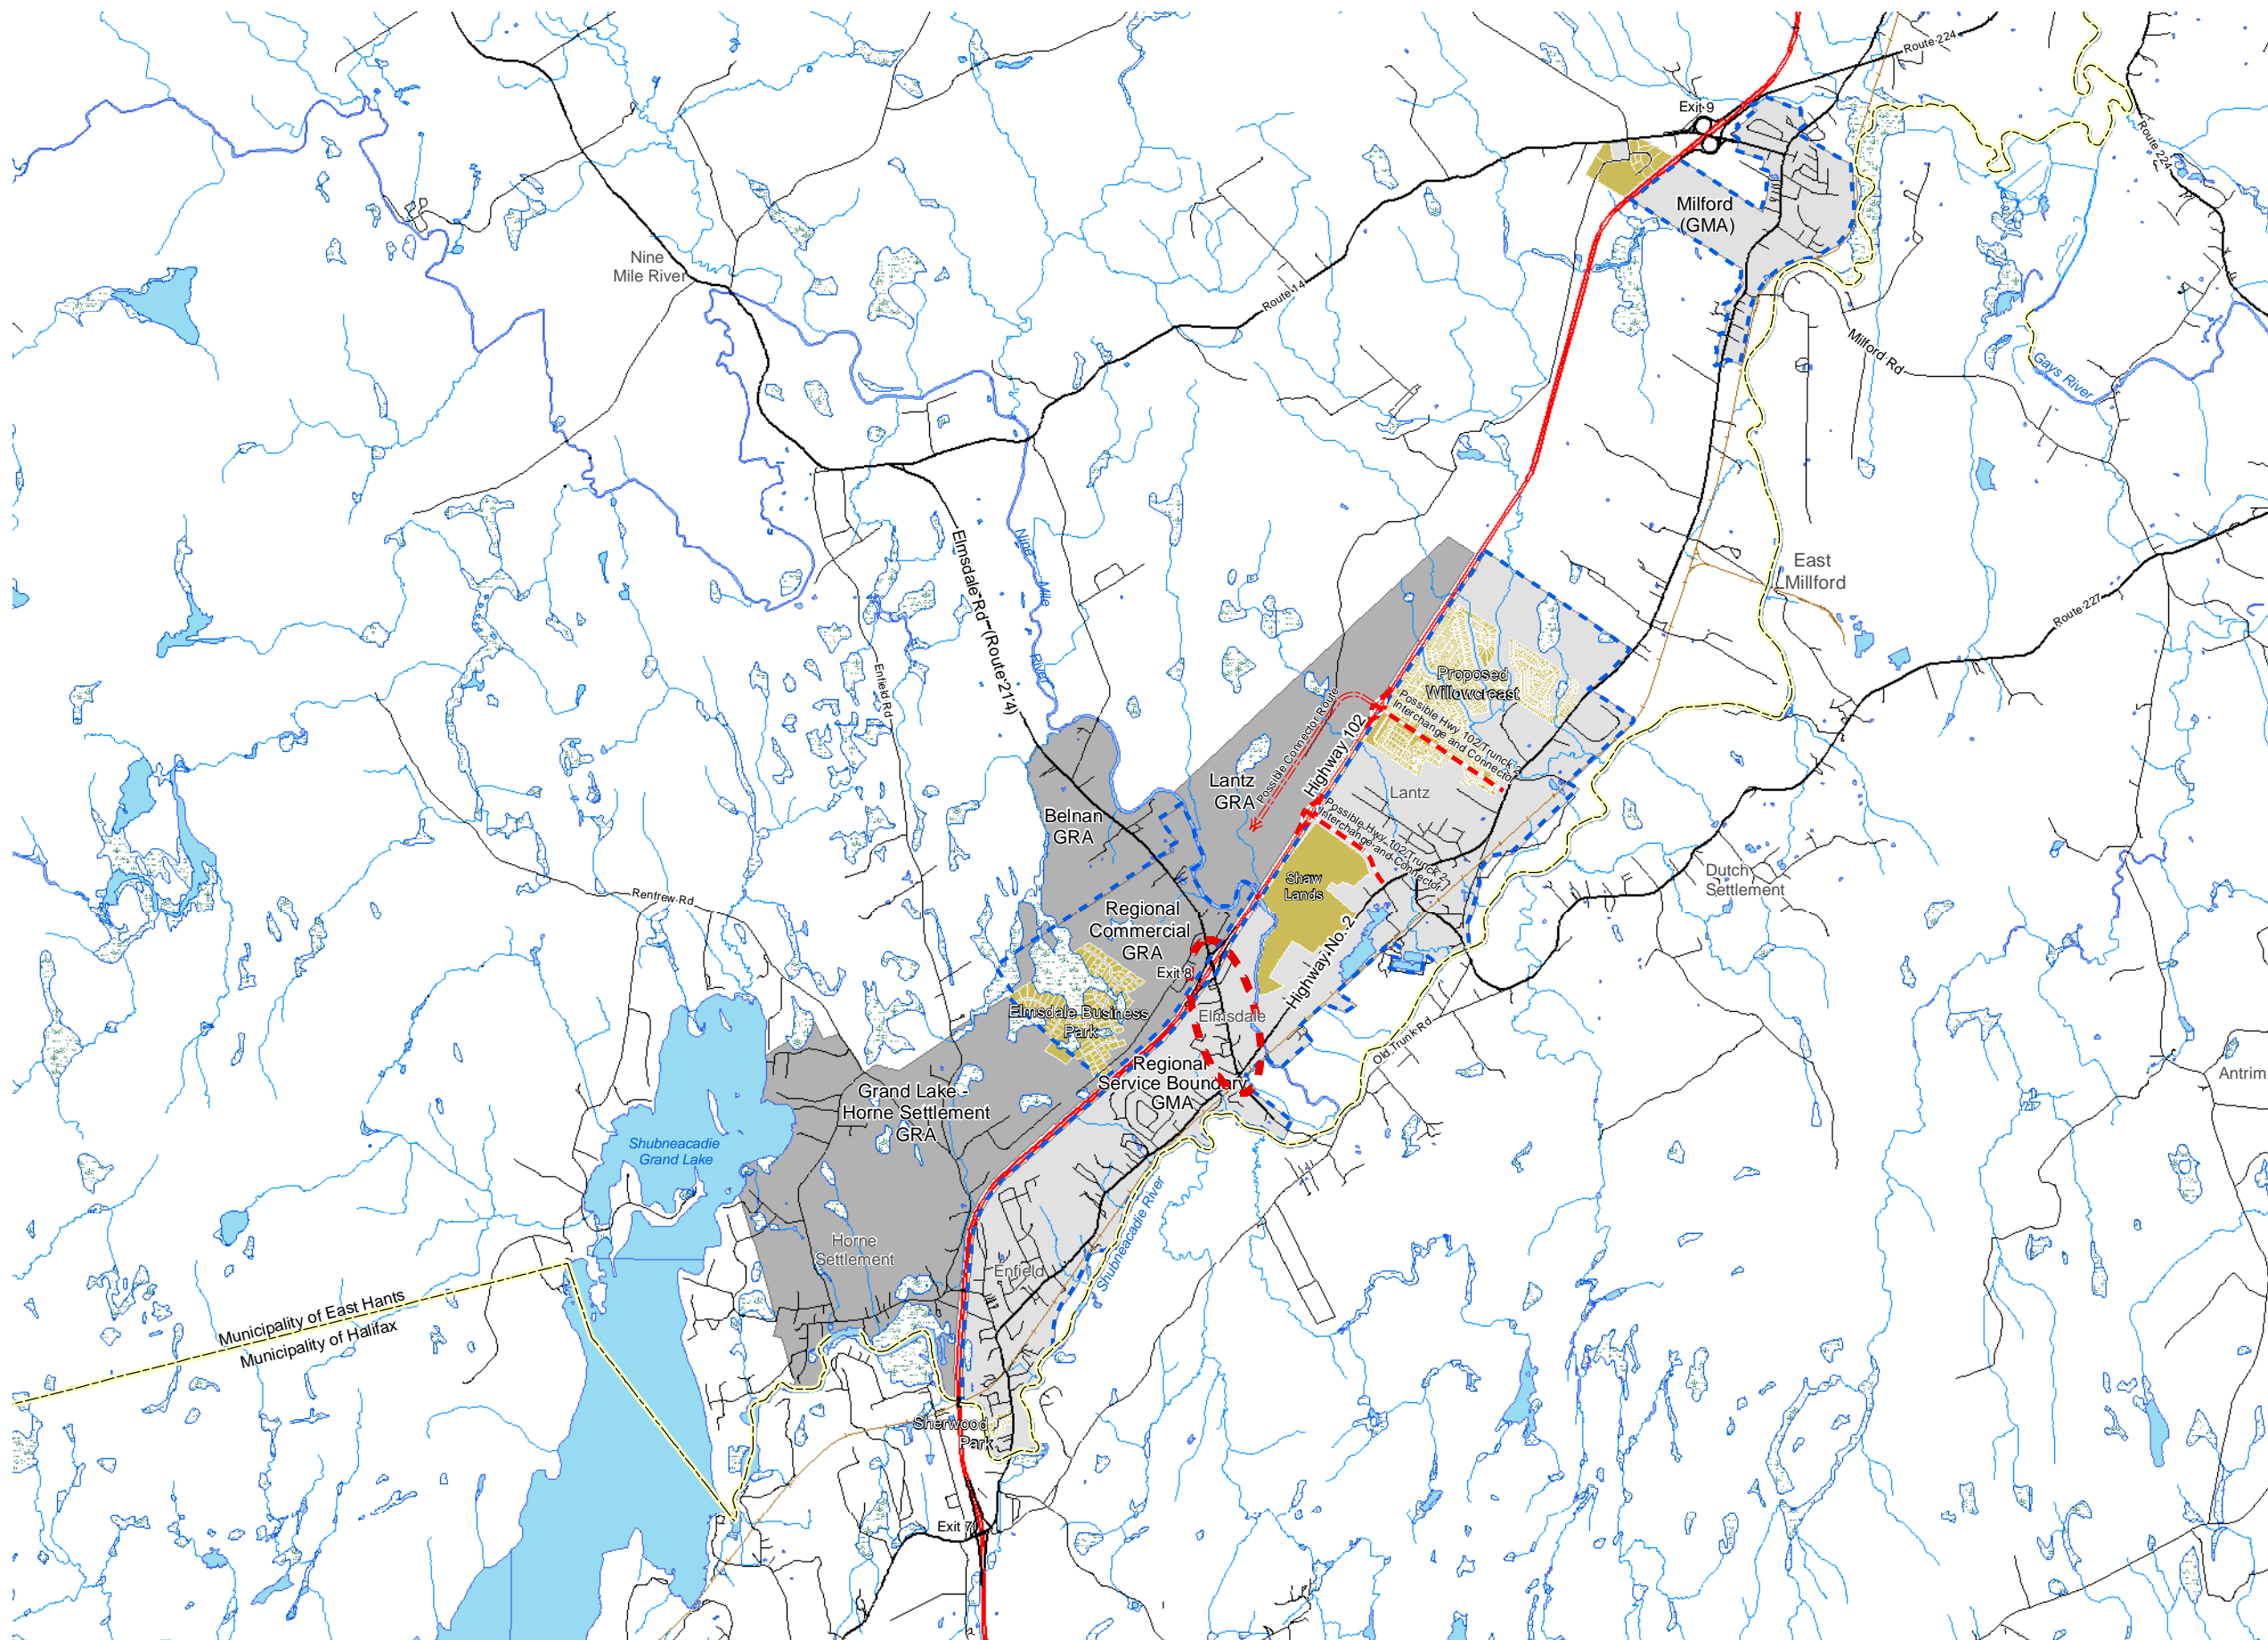 Route 224
Exit 9
Route 224
Milford
(GMA)
Nine
Mile River
Route 14
Milford Rd
Gays River
Elmsdale Rd (Route 214)
Nine Mile River
East
Millford
Route 227
Enfield Rd
Proposed
Willowcreast
Possible Connector Route
Possible Hwy 102/Trunck 2
Interchange and Connector
Highway 102
Lantz
GRA
Lantz
Belnan
GRA
Possible Hwy 102/Trunck 2
Interchange and Connector
Shaw
Lands
Dutch
Settlement
Renfrew Rd
Regional
Commercial
GRA
Highway No. 2
Exit 8
Elmsdale Business
Park
Elmsdale
Old Trunk Rd
Regional
Service Boundary
GMA
Antrim
Grand Lake -
Horne Settlement
GRA
Shubneacadie
Grand Lake
Shubneacadie River
Horne
Settlement
Enfield
Municipality of East Hants
Municipality of Halifax
Sherwood
Park
Exit 7